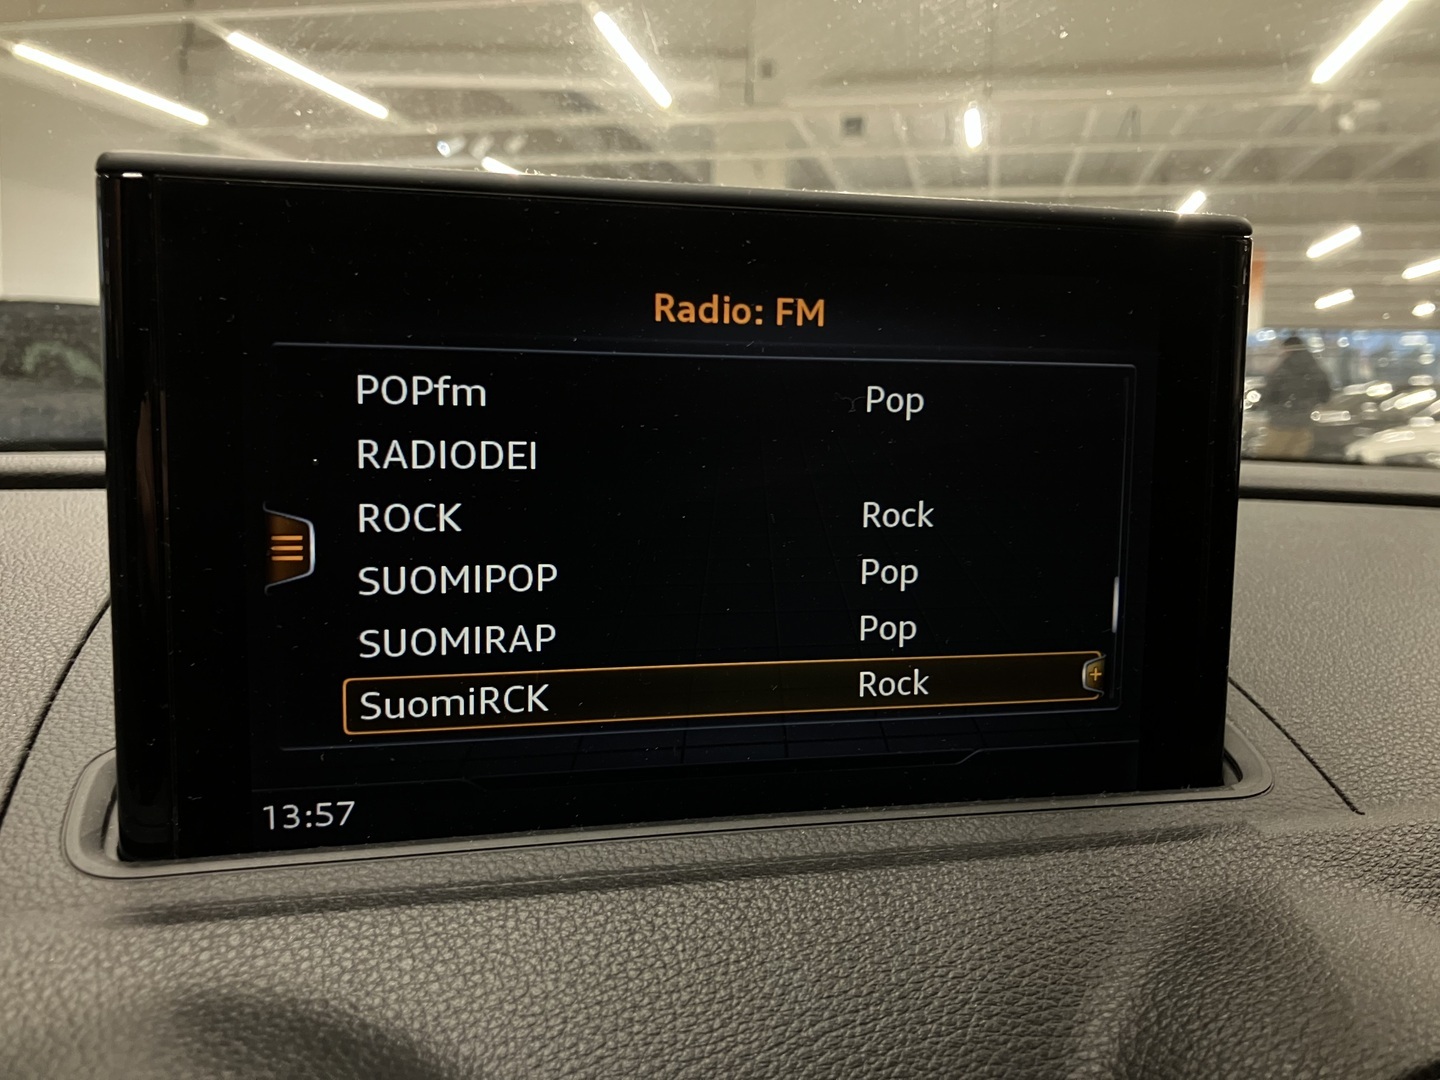 Radio: FM
POPfm Pop
RADIODEI
ROCK Rock
SUOMIPOP Pop
SUOMIRAP Pop
SuomiRCK Rock
13:57